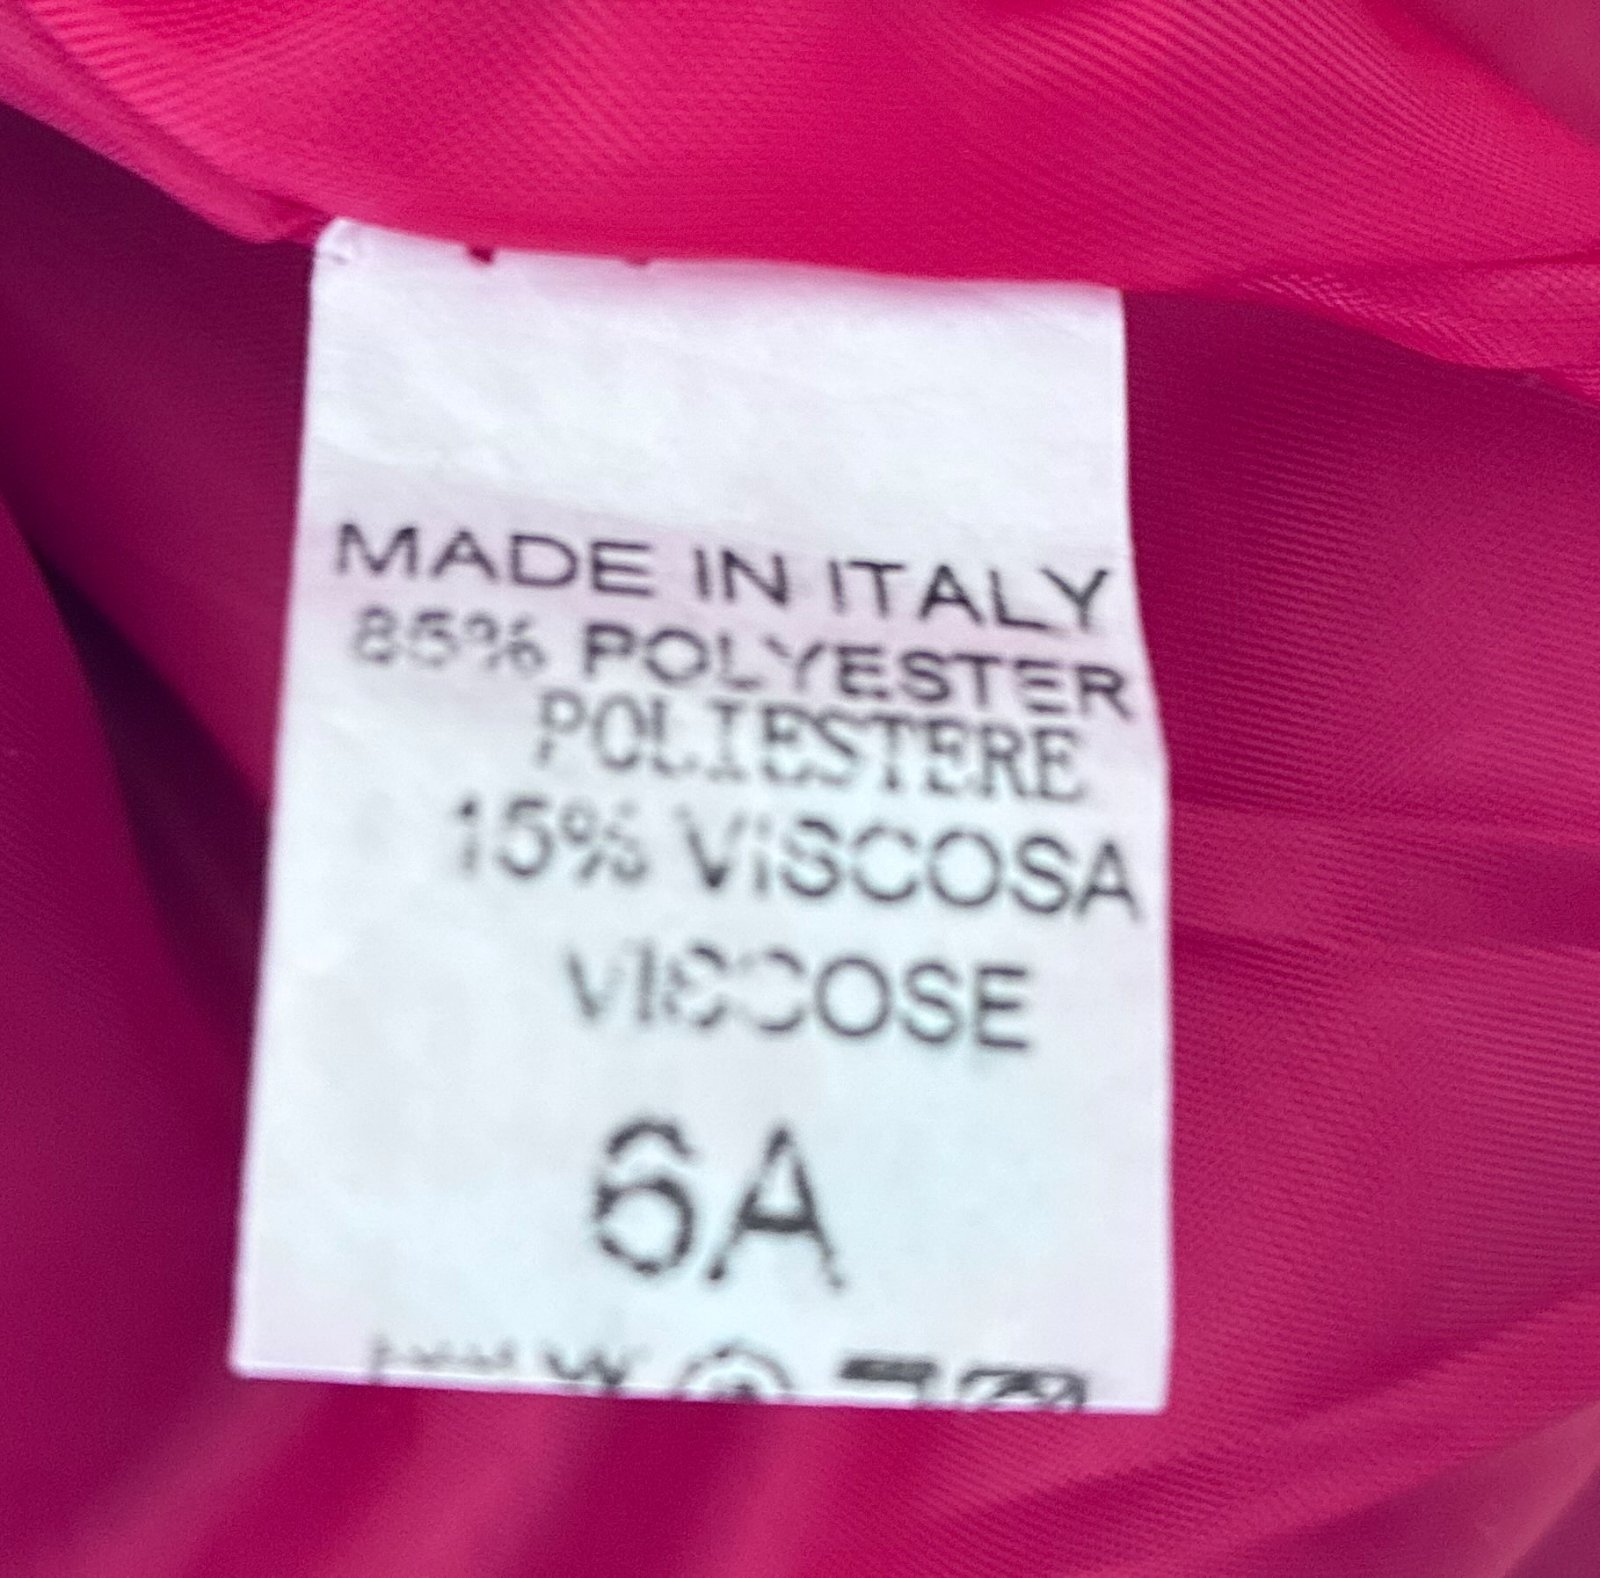 MADE IN ITALY
85% POLYESTER
POLIESTERE
15% ViSCOSA
VISCOSE
6A